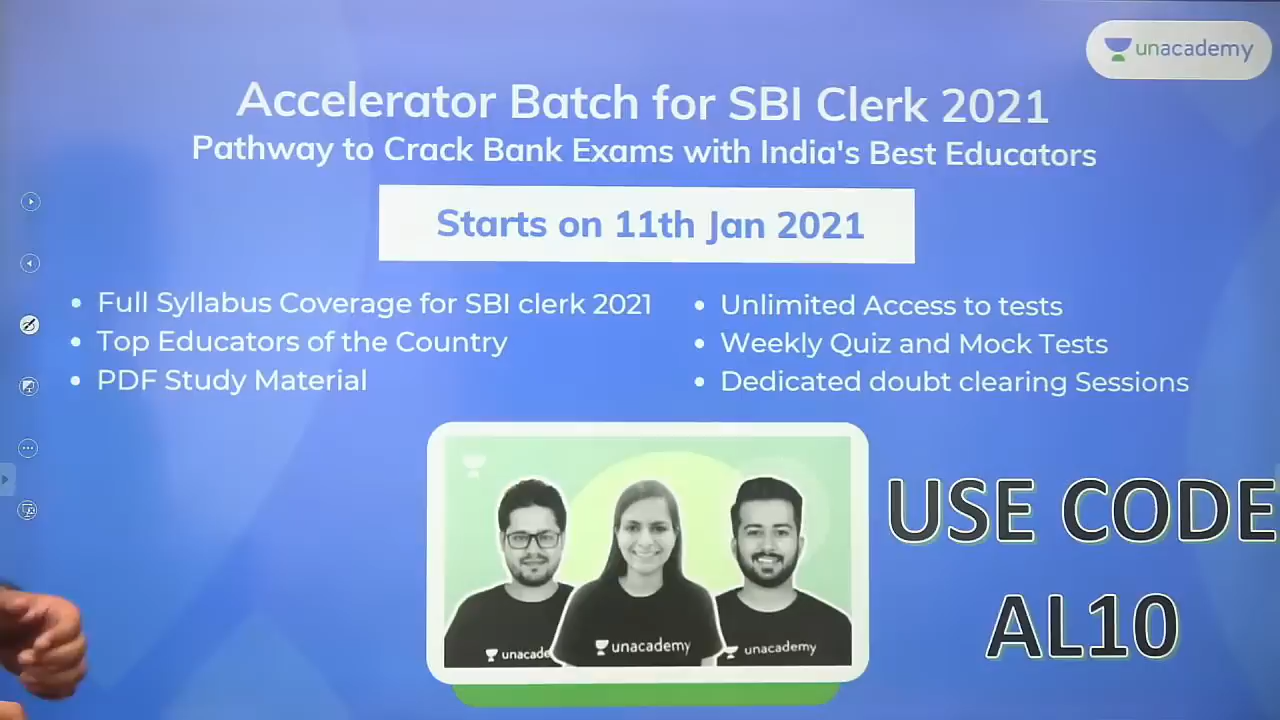 unacademy
Accelerator Batch for SBI Clerk 2021
Pathway to Crack Bank Exams with India's Best Educators
Starts on 11th Jan 2021
Full Syllabus Coverage for SBI clerk 2021
Top Educators of the Country
PDF Study Material
Unlimited Access to tests
Weekly Quiz and Mock Tests
Dedicated doubt clearing Sessions
USE CODE
AL10
unacade
unacademy
unacademy